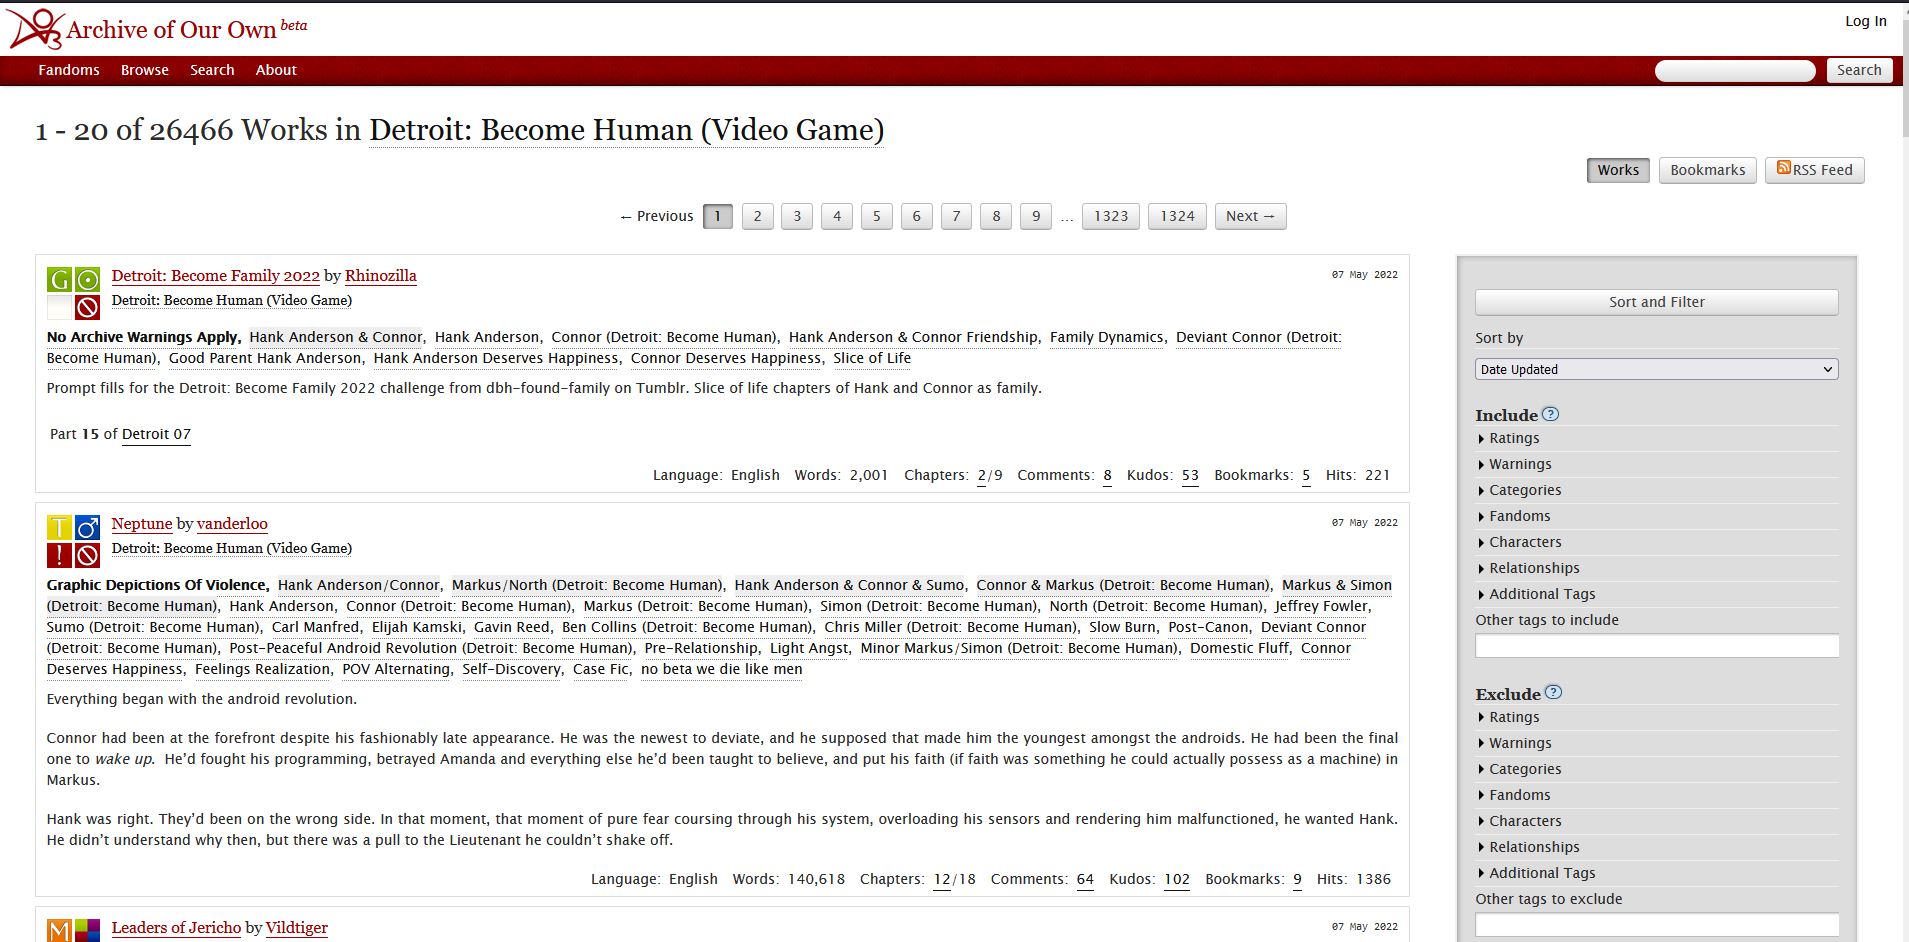 Archive of Our Own beta
Log In
Fandoms Browse Search About
Search
1 - 20 of 26466 Works in Detroit: Become Human (Video Game)
Works Bookmarks RSS Feed
← Previous 1 2 3 4 5 6 7 8 9 … 1323 1324 Next →
G
Detroit: Become Family 2022 by Rhinozilla
07 May 2022
Detroit: Become Human (Video Game)
No Archive Warnings Apply, Hank Anderson & Connor, Hank Anderson, Connor (Detroit: Become Human), Hank Anderson & Connor Friendship, Family Dynamics, Deviant Connor (Detroit:
Become Human), Good Parent Hank Anderson, Hank Anderson Deserves Happiness, Connor Deserves Happiness, Slice of Life
Prompt fills for the Detroit: Become Family 2022 challenge from dbh-found-family on Tumblr. Slice of life chapters of Hank and Connor as family.
Part 15 of Detroit 07
Language: English Words: 2,001 Chapters: 2/9 Comments: 8 Kudos: 53 Bookmarks: 5 Hits: 221
T
!
Neptune by vanderloo
07 May 2022
Detroit: Become Human (Video Game)
Graphic Depictions Of Violence, Hank Anderson/Connor, Markus/North (Detroit: Become Human), Hank Anderson & Connor & Sumo, Connor & Markus (Detroit: Become Human), Markus & Simon
(Detroit: Become Human), Hank Anderson, Connor (Detroit: Become Human), Markus (Detroit: Become Human), Simon (Detroit: Become Human), North (Detroit: Become Human), Jeffrey Fowler,
Sumo (Detroit: Become Human), Carl Manfred, Elijah Kamski, Gavin Reed, Ben Collins (Detroit: Become Human), Chris Miller (Detroit: Become Human), Slow Burn, Post-Canon, Deviant Connor
(Detroit: Become Human), Post-Peaceful Android Revolution (Detroit: Become Human), Pre-Relationship, Light Angst, Minor Markus/Simon (Detroit: Become Human), Domestic Fluff, Connor
Deserves Happiness, Feelings Realization, POV Alternating, Self-Discovery, Case Fic, no beta we die like men
Everything began with the android revolution.
Connor had been at the forefront despite his fashionably late appearance. He was the newest to deviate, and he supposed that made him the youngest amongst the androids. He had been the final
one to wake up. He'd fought his programming, betrayed Amanda and everything else he'd been taught to believe, and put his faith (if faith was something he could actually possess as a machine) in
Markus.
Hank was right. They'd been on the wrong side. In that moment, that moment of pure fear coursing through his system, overloading his sensors and rendering him malfunctioned, he wanted Hank.
He didn't understand why then, but there was a pull to the Lieutenant he couldn't shake off.
Language: English Words: 140,618 Chapters: 12/18 Comments: 64 Kudos: 102 Bookmarks: 9 Hits: 1386
M
Leaders of Jericho by Vildtiger
07 May 2022
Sort and Filter
Sort by
Date Updated
Include ?
Ratings
Warnings
Categories
Fandoms
Characters
Relationships
Additional Tags
Other tags to include
Exclude ?
Ratings
Warnings
Categories
Fandoms
Characters
Relationships
Additional Tags
Other tags to exclude